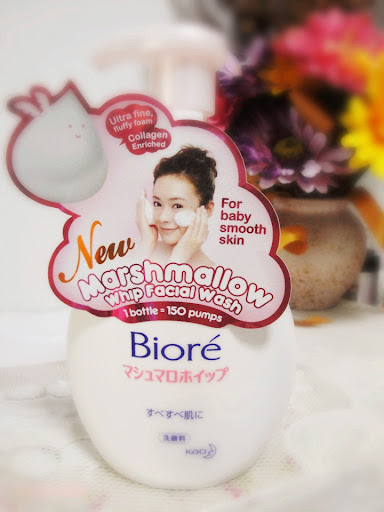 Ultra fine,
fluffy foam
Collagen
Enriched
For
baby
smooth
skin
New
Marshmallow
Whip Facial Wash
1 bottle = 150 pumps
Bioré
マシュマロホイップ
すべすべ肌に
洗顔料
Kao